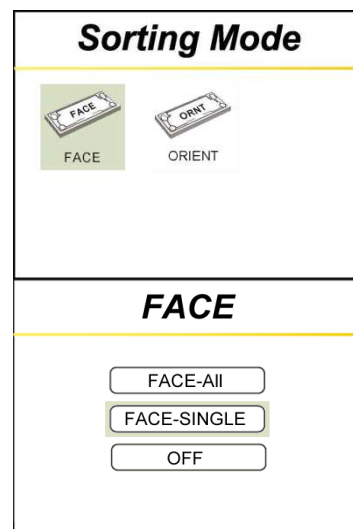 Sorting Mode
FACE ORNT
FACE ORIENT
FACE
FACE-All
FACE-SINGLE
OFF